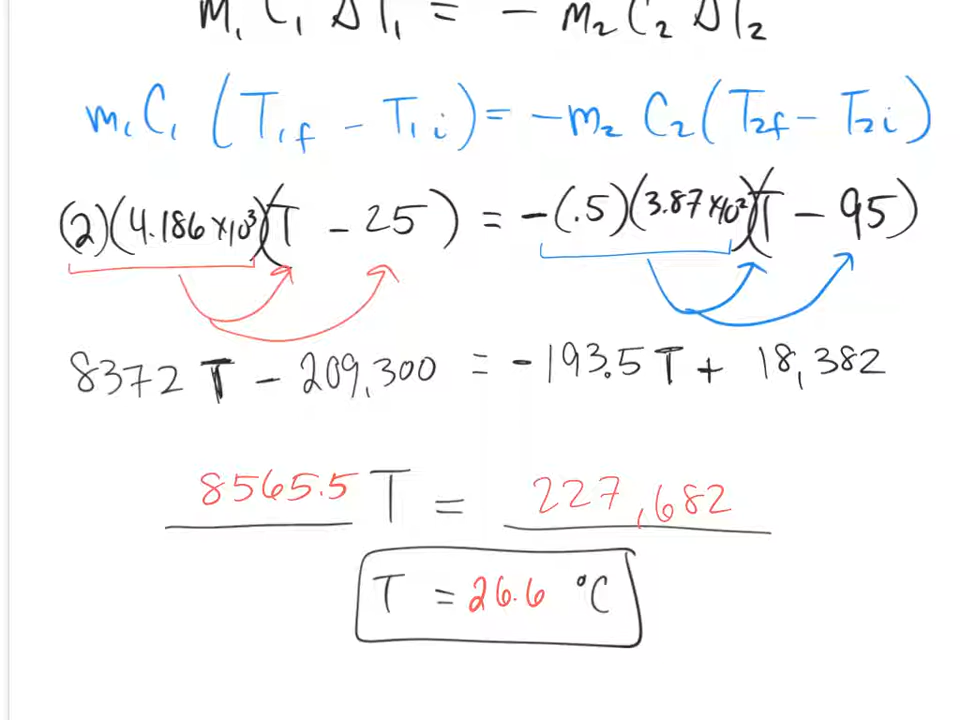 m₁ C₁ ΔT₁ = - m₂ C₂ ΔT₂
m₁C₁ (T₁f - T₁i) = -m₂ C₂ (T₂f - T₂i)
(2)(4.186×10³)(T - 25) = -(.5)(3.87×10²)(T - 95)
8372 T - 209,300 = -193.5 T + 18,382
8565.5 T = 227,682
T = 26.6 °C